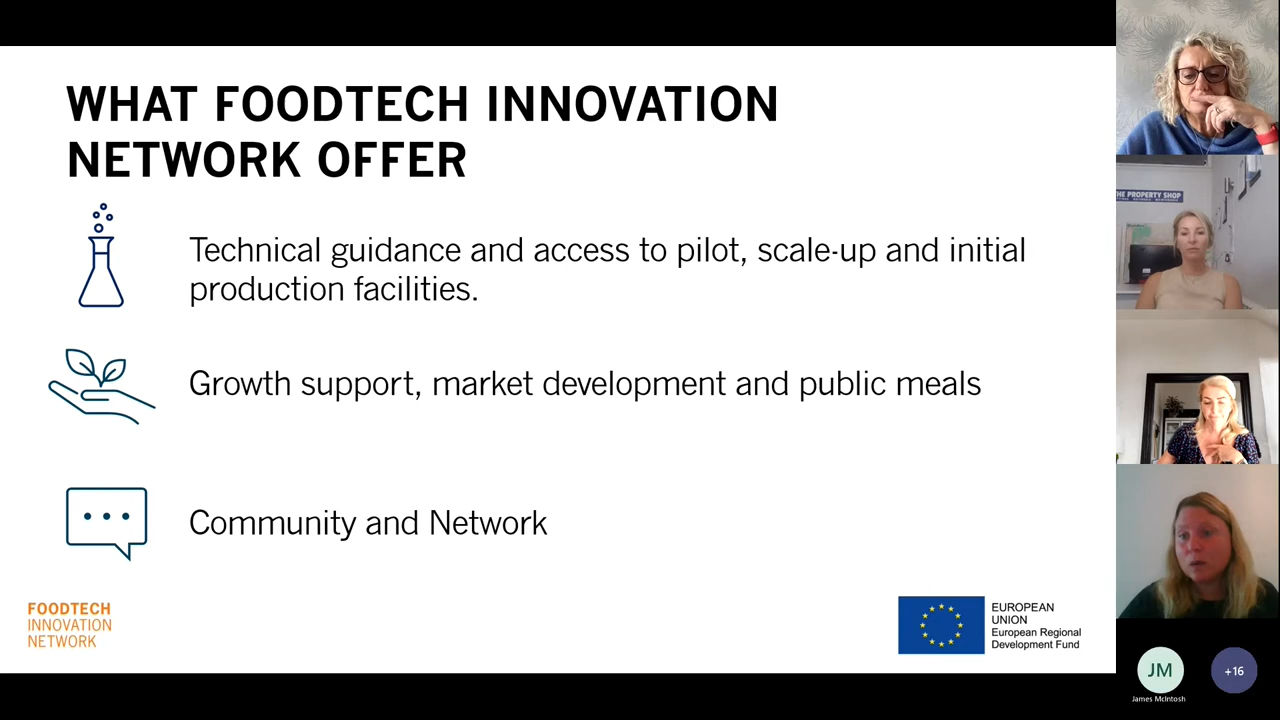 WHAT FOODTECH INNOVATION
NETWORK OFFER
Technical guidance and access to pilot, scale-up and initial
production facilities.
Growth support, market development and public meals
Community and Network
FOODTECH
INNOVATION
NETWORK
EUROPEAN
UNION
European Regional
Development Fund
THE PROPERTY SHOP
JM
James McIntosh
+16